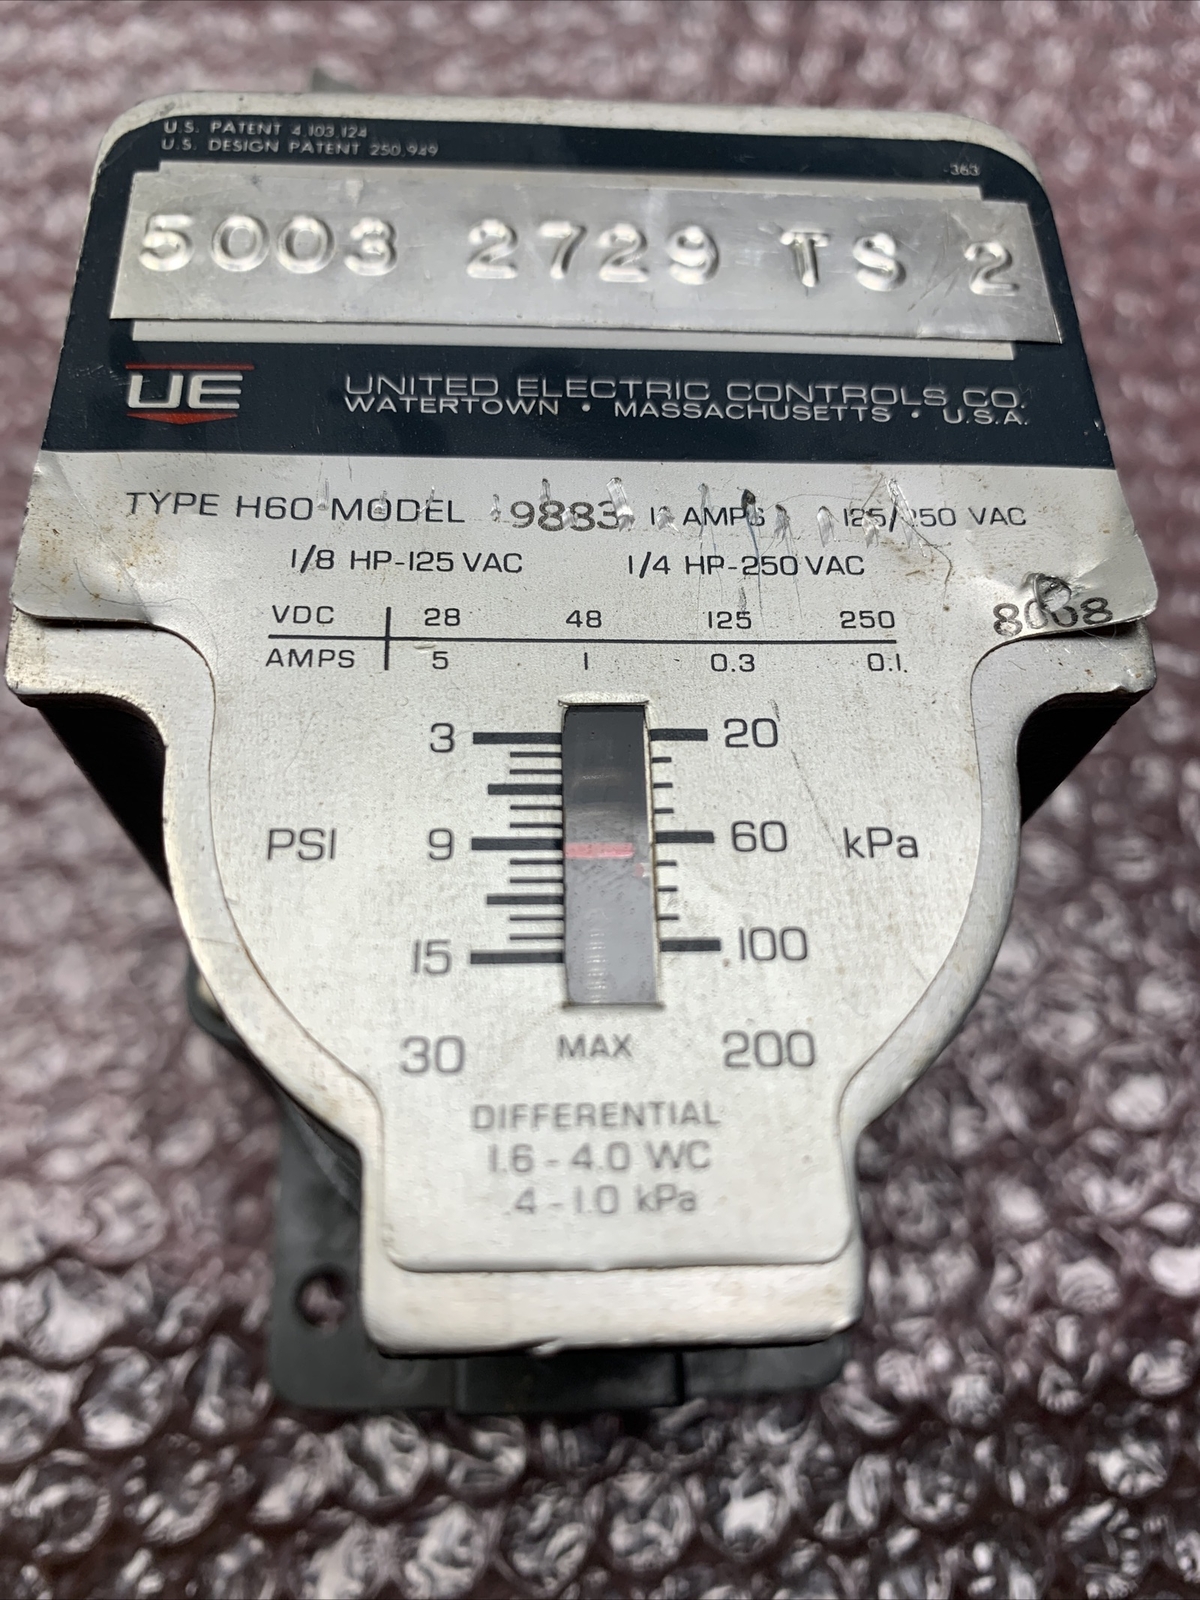 U.S. PATENT 4,103,124
U.S. DESIGN PATENT 250,949
-363
5003 2729 TS 2
UE
UNITED ELECTRIC CONTROLS CO.
WATERTOWN • MASSACHUSETTS • U.S.A.
TYPE H60 MODEL 9883 AMPS VAC
1/8 HP-125 VAC 1/4 HP-250 VAC
VDC 28 48 125 250
AMPS 5 1 0.3 0.1
3 20
PSI 9 60 kPa
15 100
30 MAX 200
DIFFERENTIAL
1.6 - 4.0 WC
.4 - 1.0 kPa